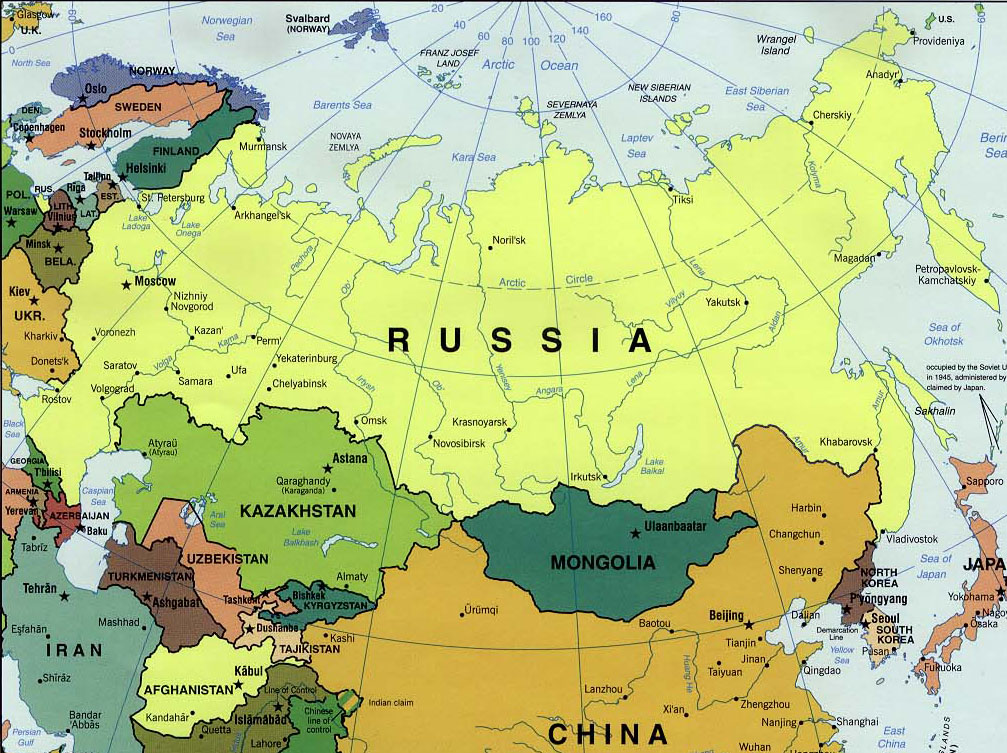 Glasgow
U.K.
Norwegian
Sea
Svalbard
(NORWAY)
20
40
60
80
100
120
140
160
180
80
60
60
U.S.
Provideniya
Wrangel
Island
FRANZ JOSEF
LAND
Arctic Ocean
North Sea
NORWAY
Oslo
SWEDEN
DEN.
Copenhagen
Stockholm
FINLAND
Helsinki
Murmansk
Barents Sea
NOVAYA
ZEMLYA
Kara Sea
SEVERNAYA
ZEMLYA
NEW SIBERIAN
ISLANDS
Laptev
Sea
East Siberian
Sea
Anadyr'
Cherskiy
Berin
Sea
POL.
Warsaw
RUS.
Riga
Tallinn
EST.
LITH.
Vilnius
LAT.
St. Petersburg
Lake
Ladoga
Lake
Onega
Arkhangel'sk
Minsk
BELA.
Kolyma
Tiksi
Noril'sk
Pechora
Ob'
Arctic Circle
Lena
Magadan
Petropavlovsk-
Kamchatskiy
Kiev
UKR.
Kharkiv
Donets'k
Moscow
Nizhniy
Novgorod
Voronezh
Kazan'
Kama
Perm'
Vilyuy
Yakutsk
Aldan
RUSSIA
Sea of
Okhotsk
Yekaterinburg
Saratov
Volga
Samara
Ufa
Chelyabinsk
Volgograd
Rostov
Irtysh
Ob'
Yenisey
Angara
Lena
Amur
occupied by the Soviet U
in 1945, administered by
claimed by Japan.
Sakhalin
Black
Sea
Omsk
Krasnoyarsk
Novosibirsk
Irkutsk
Lake
Baikal
Amur
Khabarovsk
Atyraū
(Atyrau)
Astana
Qaraghandy
(Karaganda)
KAZAKHSTAN
GEORGIA
T'bilisi
ARMENIA
Yerevan
AZERBAIJAN
Baku
Caspian
Sea
Aral
Sea
Lake
Balkhash
Sapporo
Ulaanbaatar
MONGOLIA
Harbin
Changchun
Vladivostok
Tabrīz
UZBEKISTAN
TURKMENISTAN
Almaty
Bishkek
KYRGYZSTAN
Shenyang
NORTH
KOREA
Sea of
Japan
JAPA
Tehrān
Ashgabat
Tashkent
Ürümqi
Beijing
P'yŏngyang
Yokohama
Nagoy
Ōsaka
Mashhad
Dushanbe
Kashi
TAJIKISTAN
Baotou
Tianjin
Dalian
Demarcation
Line
Seoul
SOUTH
KOREA
Pusan
Eşfahān
IRAN
Shīrāz
Kābul
AFGHANISTAN
Line of Control
Indian claim
Huang He
Taiyuan
Jinan
Yellow
Sea
Qingdao
Fukuoka
Bandar
'Abbās
Kandahār
Islāmābād
Chinese
line of
control
Lanzhou
Xi'an
Zhengzhou
Persian
Gulf
Quetta
Lahore
CHINA
Nanjing
Shanghai
Wuhan
East
China